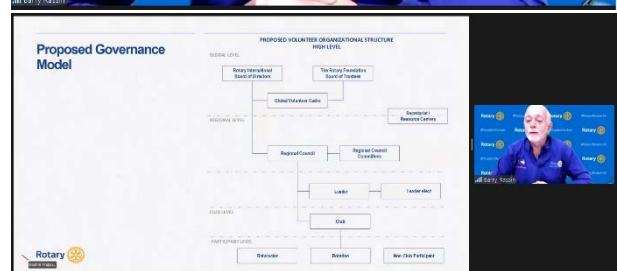 Barry Rassin
Proposed Governance
Model
PROPOSED VOLUNTEER ORGANIZATIONAL STRUCTURE
HIGH LEVEL
GLOBAL LEVEL
Rotary International
Board of Directors
The Rotary Foundation
Board of Trustees
Global Volunteer Cadre
Secretariat |
Resource Centers
REGIONAL LEVEL
Regional Council
Regional Council
Committees
Leader
Leader-elect
CLUB LEVEL
Club
PARTICIPANT LEVEL
Rotaractor
Rotarian
Non-Club Participant
Rotary
Rotary
Rotary
Rotary
Rotary
Barry Rassin